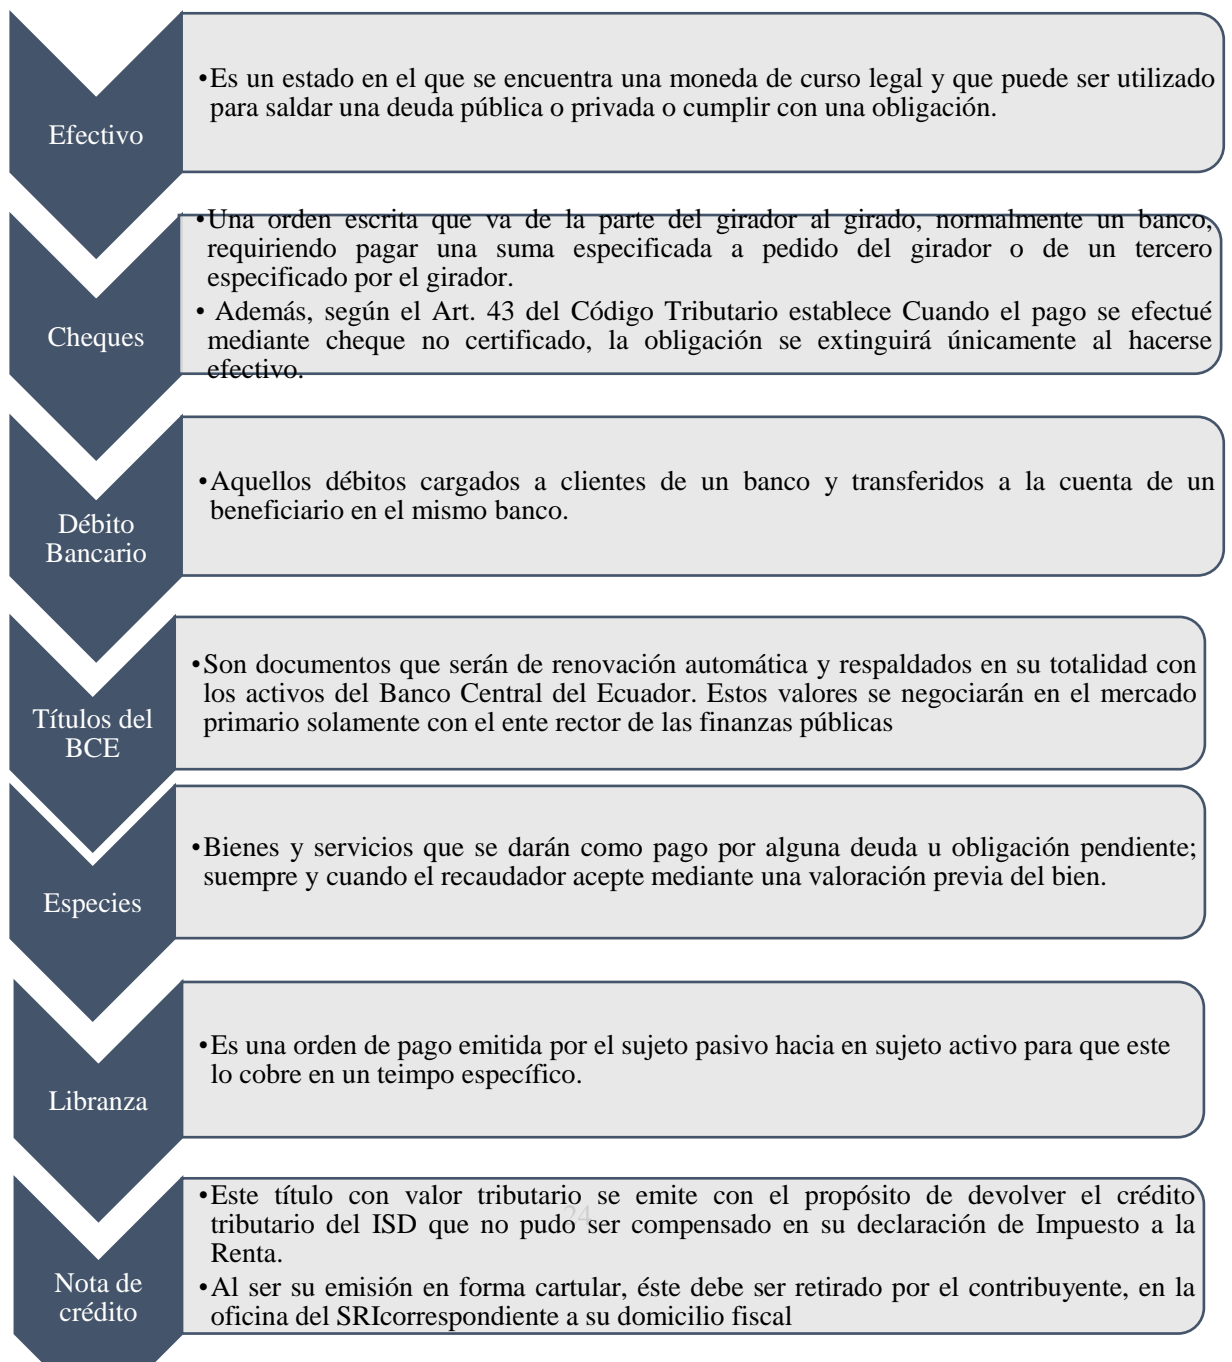 Efectivo
•Es un estado en el que se encuentra una moneda de curso legal y que puede ser utilizado
para saldar una deuda pública o privada o cumplir con una obligación.
Cheques
•Una orden escrita que va de la parte del girador al girado, normalmente un banco,
requiriendo pagar una suma especificada a pedido del girador o de un tercero
especificado por el girador.
• Además, según el Art. 43 del Código Tributario establece Cuando el pago se efectué
mediante cheque no certificado, la obligación se extinguirá únicamente al hacerse
efectivo.
Débito
Bancario
•Aquellos débitos cargados a clientes de un banco y transferidos a la cuenta de un
beneficiario en el mismo banco.
Títulos del
BCE
•Son documentos que serán de renovación automática y respaldados en su totalidad con
los activos del Banco Central del Ecuador. Estos valores se negociarán en el mercado
primario solamente con el ente rector de las finanzas públicas
Especies
•Bienes y servicios que se darán como pago por alguna deuda u obligación pendiente;
suempre y cuando el recaudador acepte mediante una valoración previa del bien.
Libranza
•Es una orden de pago emitida por el sujeto pasivo hacia en sujeto activo para que este
lo cobre en un teimpo específico.
Nota de
crédito
•Este título con valor tributario se emite con el propósito de devolver el crédito
tributario del ISD que no pudo ser compensado en su declaración de Impuesto a la
Renta.
•Al ser su emisión en forma cartular, éste debe ser retirado por el contribuyente, en la
oficina del SRIcorrespondiente a su domicilio fiscal
24